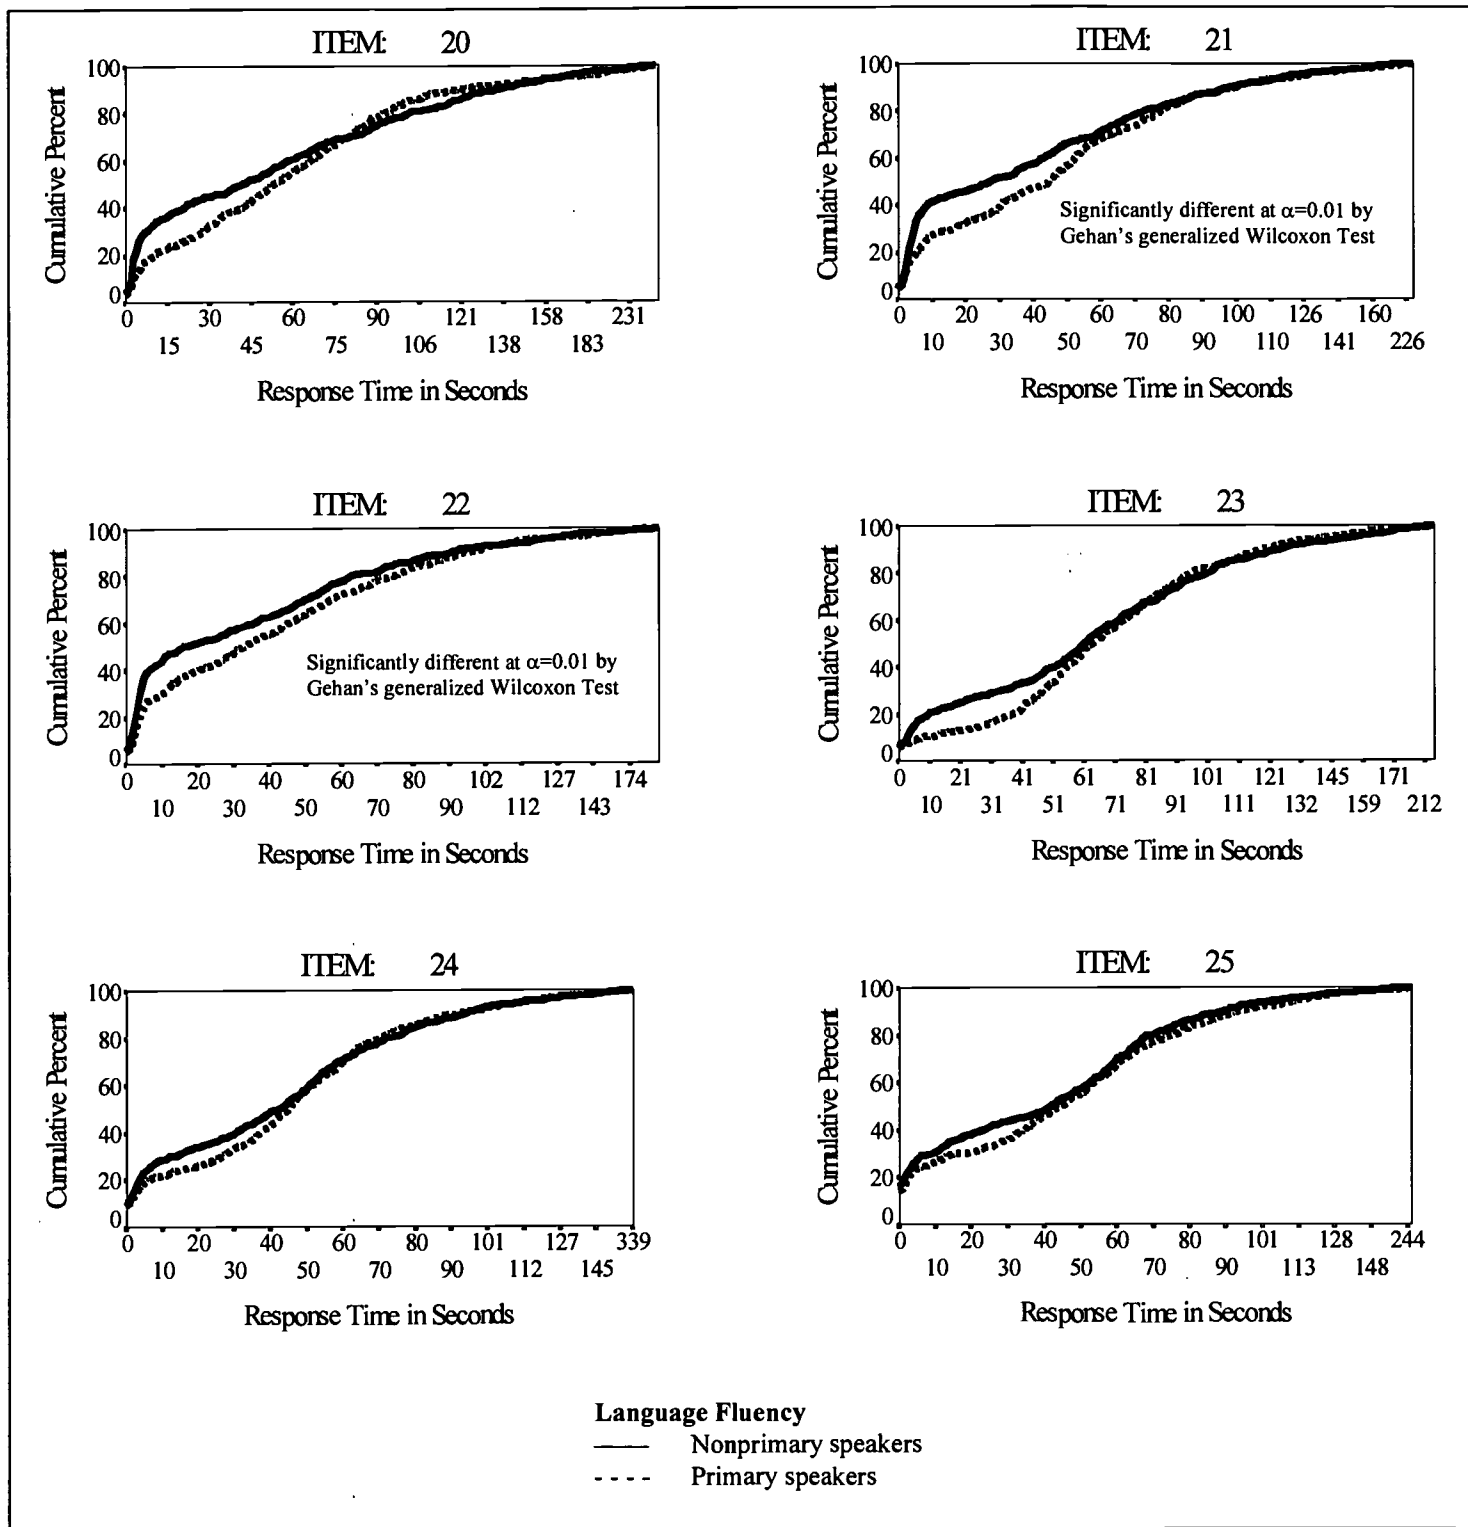 ITEM: 20
Cumulative Percent
100
80
60
40
20
0
0 30 60 90 121 158 231
15 45 75 106 138 183
Response Time in Seconds
ITEM: 21
Cumulative Percent
100
80
60
40
20
0
Significantly different at α=0.01 by
Gehan's generalized Wilcoxon Test
0 20 40 60 80 100 126 160
10 30 50 70 90 110 141 226
Response Time in Seconds
ITEM: 22
Cumulative Percent
100
80
60
40
20
0
Significantly different at α=0.01 by
Gehan's generalized Wilcoxon Test
0 20 40 60 80 102 127 174
10 30 50 70 90 112 143
Response Time in Seconds
ITEM: 23
Cumulative Percent
100
80
60
40
20
0
0 21 41 61 81 101 121 145 171
10 31 51 71 91 111 132 159 212
Response Time in Seconds
ITEM: 24
Cumulative Percent
100
80
60
40
20
0
0 20 40 60 80 101 127 339
10 30 50 70 90 112 145
Response Time in Seconds
ITEM: 25
Cumulative Percent
100
80
60
40
20
0
0 20 40 60 80 101 128 244
10 30 50 70 90 113 148
Response Time in Seconds
Language Fluency
Nonprimary speakers
Primary speakers